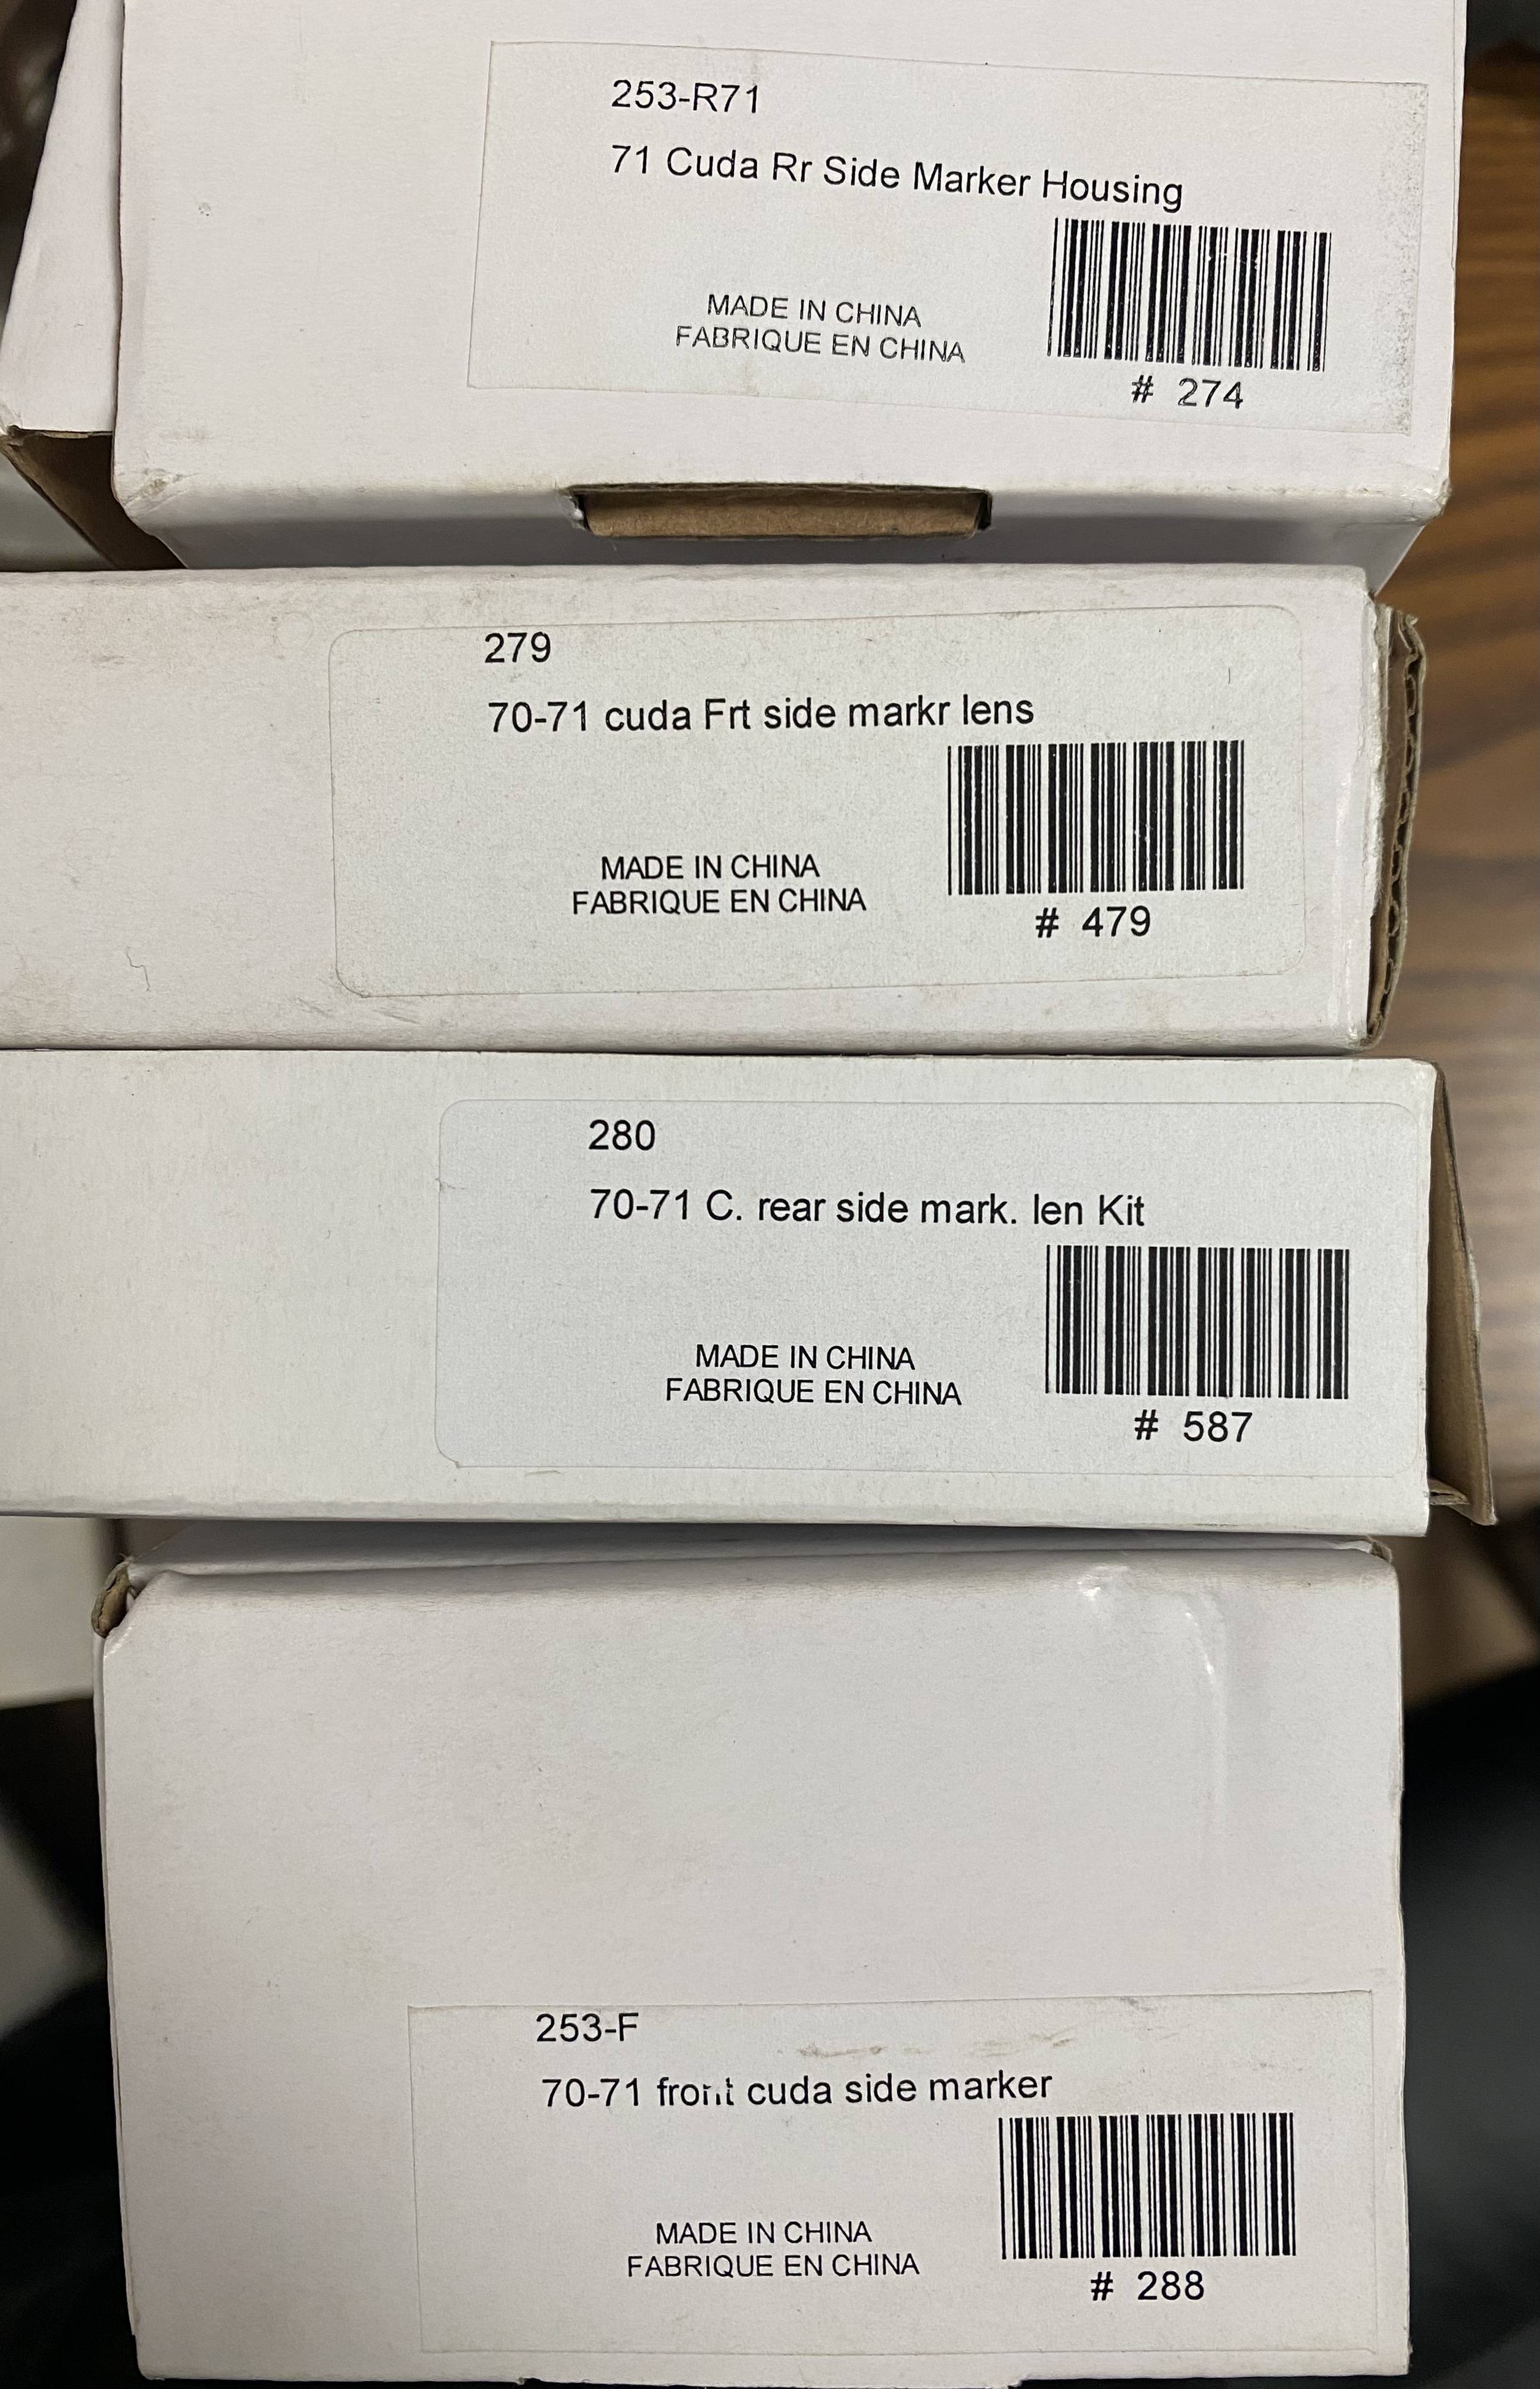 253-R71
71 Cuda Rr Side Marker Housing
MADE IN CHINA
FABRIQUE EN CHINA
# 274
279
70-71 cuda Frt side markr lens
MADE IN CHINA
FABRIQUE EN CHINA
# 479
280
70-71 C. rear side mark. len Kit
MADE IN CHINA
FABRIQUE EN CHINA
# 587
253-F
70-71 front cuda side marker
MADE IN CHINA
FABRIQUE EN CHINA
# 288